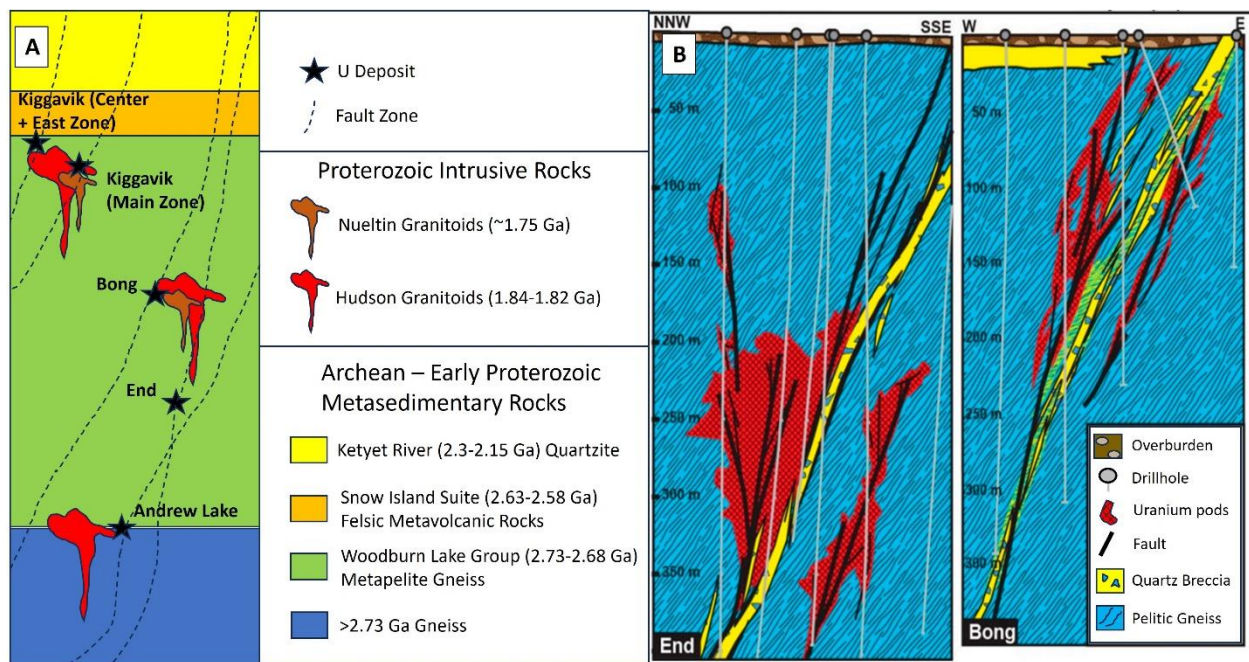 A
Kiggavik (Center
+ East Zone)
Kiggavik
(Main Zone)
Bong
End
Andrew Lake
U Deposit
Fault Zone
Proterozoic Intrusive Rocks
Nueltin Granitoids (~1.75 Ga)
Hudson Granitoids (1.84-1.82 Ga)
Archean – Early Proterozoic
Metasedimentary Rocks
Ketyet River (2.3-2.15 Ga) Quartzite
Snow Island Suite (2.63-2.58 Ga)
Felsic Metavolcanic Rocks
Woodburn Lake Group (2.73-2.68 Ga)
Metapelite Gneiss
>2.73 Ga Gneiss
NNW
SSE
B
50 m
100 m
150 m
200 m
250 m
300 m
350 m
End
W
E
50 m
100 m
150 m
200 m
250 m
300 m
Bong
Overburden
Drillhole
Uranium pods
Fault
Quartz Breccia
Pelitic Gneiss